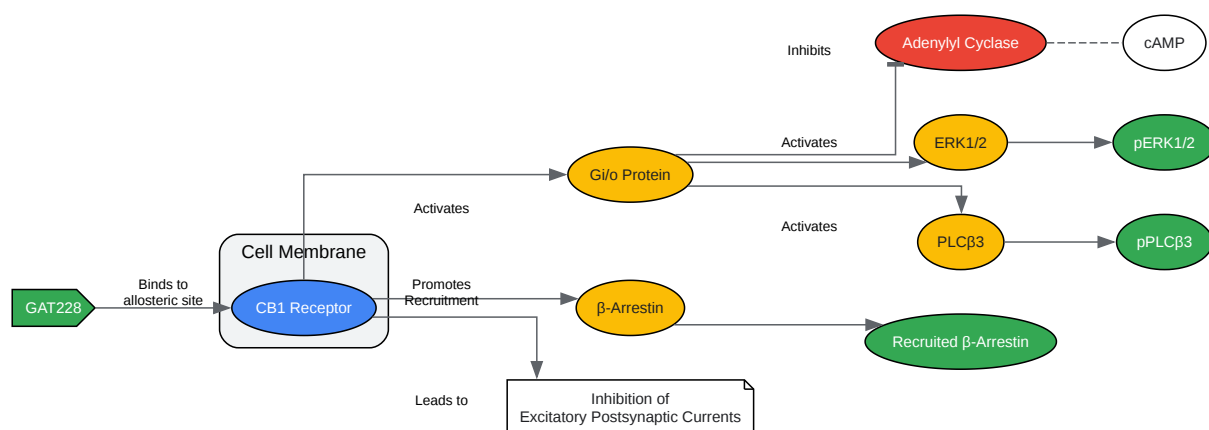 Inhibits
Adenylyl Cyclase
cAMP
Activates
ERK1/2
pERK1/2
Gi/o Protein
Activates
Activates
PLCβ3
pPLCβ3
Cell Membrane
GAT228
Binds to
allosteric site
CB1 Receptor
Promotes
Recruitment
β-Arrestin
Recruited β-Arrestin
Leads to
Inhibition of
Excitatory Postsynaptic Currents